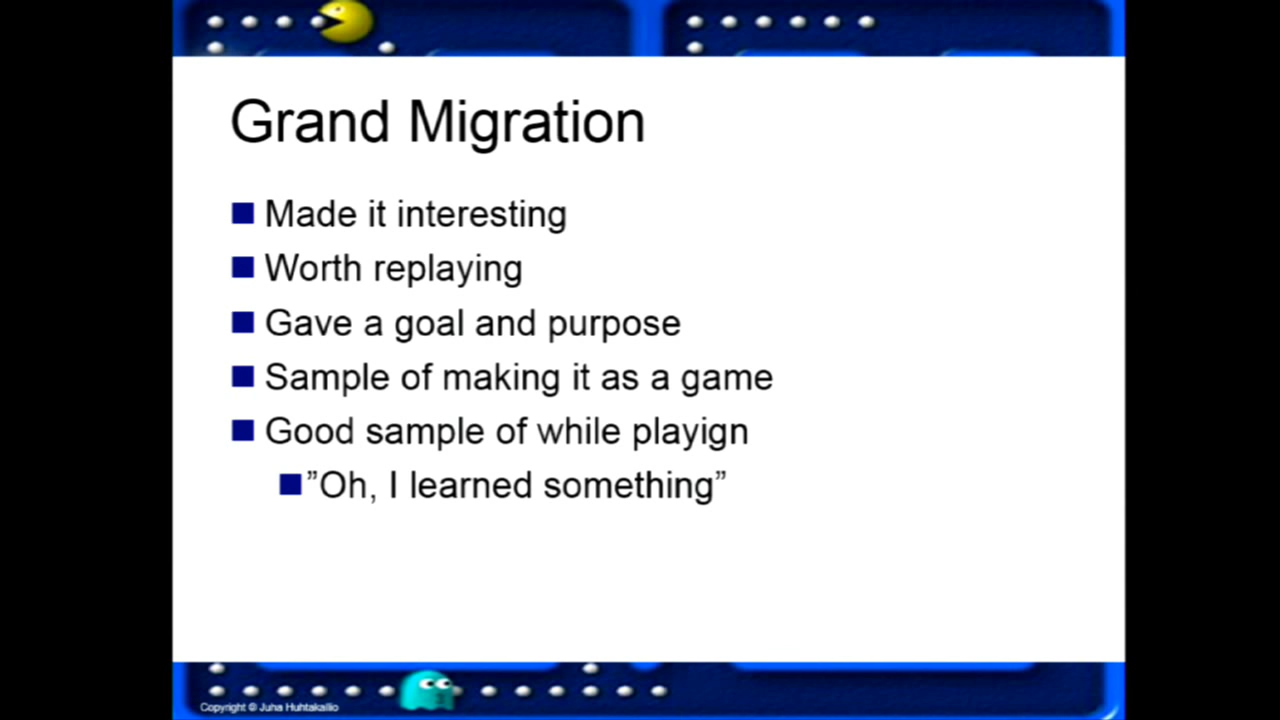 Grand Migration
Made it interesting
Worth replaying
Gave a goal and purpose
Sample of making it as a game
Good sample of while playign
”Oh, I learned something”
Copyright © Juha Huhtakallio